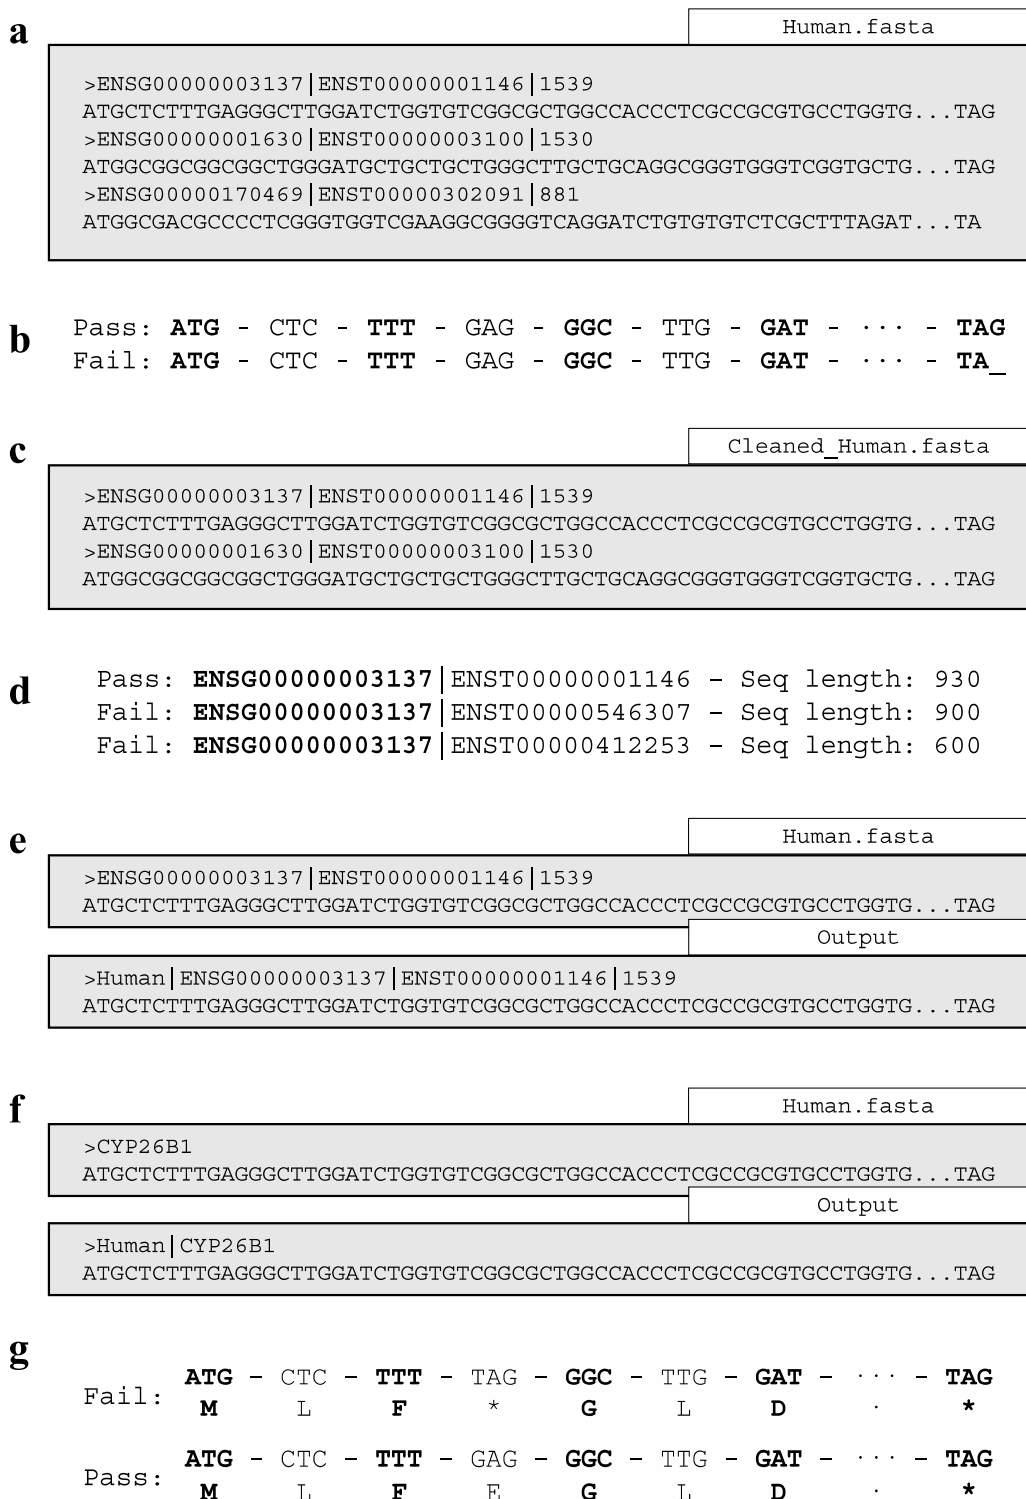 a
Human.fasta
>ENSG00000003137|ENST00000001146|1539
ATGCTCTTTGAGGGCTTGGATCTGGTGTCGGCGCTGGCCACCCTCGCCGCGTGCCTGGTG...TAG
>ENSG00000001630|ENST00000003100|1530
ATGGCGGCGGCGGCTGGGATGCTGCTGCTGGGCTTGCTGCAGGCGGGTGGGTCGGTGCTG...TAG
>ENSG00000170469|ENST00000302091|881
ATGGCGACGCCCCTCGGGTGGTCGAAGGCGGGGTCAGGATCTGTGTGTCTCGCTTTAGAT...TA
b
Pass: ATG - CTC - TTT - GAG - GGC - TTG - GAT - ··· - TAG
Fail: ATG - CTC - TTT - GAG - GGC - TTG - GAT - ··· - TA_
c
Cleaned_Human.fasta
>ENSG00000003137|ENST00000001146|1539
ATGCTCTTTGAGGGCTTGGATCTGGTGTCGGCGCTGGCCACCCTCGCCGCGTGCCTGGTG...TAG
>ENSG00000001630|ENST00000003100|1530
ATGGCGGCGGCGGCTGGGATGCTGCTGCTGGGCTTGCTGCAGGCGGGTGGGTCGGTGCTG...TAG
d
Pass: ENSG00000003137|ENST00000001146 - Seq length: 930
Fail: ENSG00000003137|ENST00000546307 - Seq length: 900
Fail: ENSG00000003137|ENST00000412253 - Seq length: 600
e
Human.fasta
>ENSG00000003137|ENST00000001146|1539
ATGCTCTTTGAGGGCTTGGATCTGGTGTCGGCGCTGGCCACCCTCGCCGCGTGCCTGGTG...TAG
Output
>Human|ENSG00000003137|ENST00000001146|1539
ATGCTCTTTGAGGGCTTGGATCTGGTGTCGGCGCTGGCCACCCTCGCCGCGTGCCTGGTG...TAG
f
Human.fasta
>CYP26B1
ATGCTCTTTGAGGGCTTGGATCTGGTGTCGGCGCTGGCCACCCTCGCCGCGTGCCTGGTG...TAG
Output
>Human|CYP26B1
ATGCTCTTTGAGGGCTTGGATCTGGTGTCGGCGCTGGCCACCCTCGCCGCGTGCCTGGTG...TAG
g
ATG - CTC - TTT - TAG - GGC - TTG - GAT - ··· - TAG
Fail:
M L F * G L D · *
ATG - CTC - TTT - GAG - GGC - TTG - GAT - ··· - TAG
Pass:
M L F E G L D · *